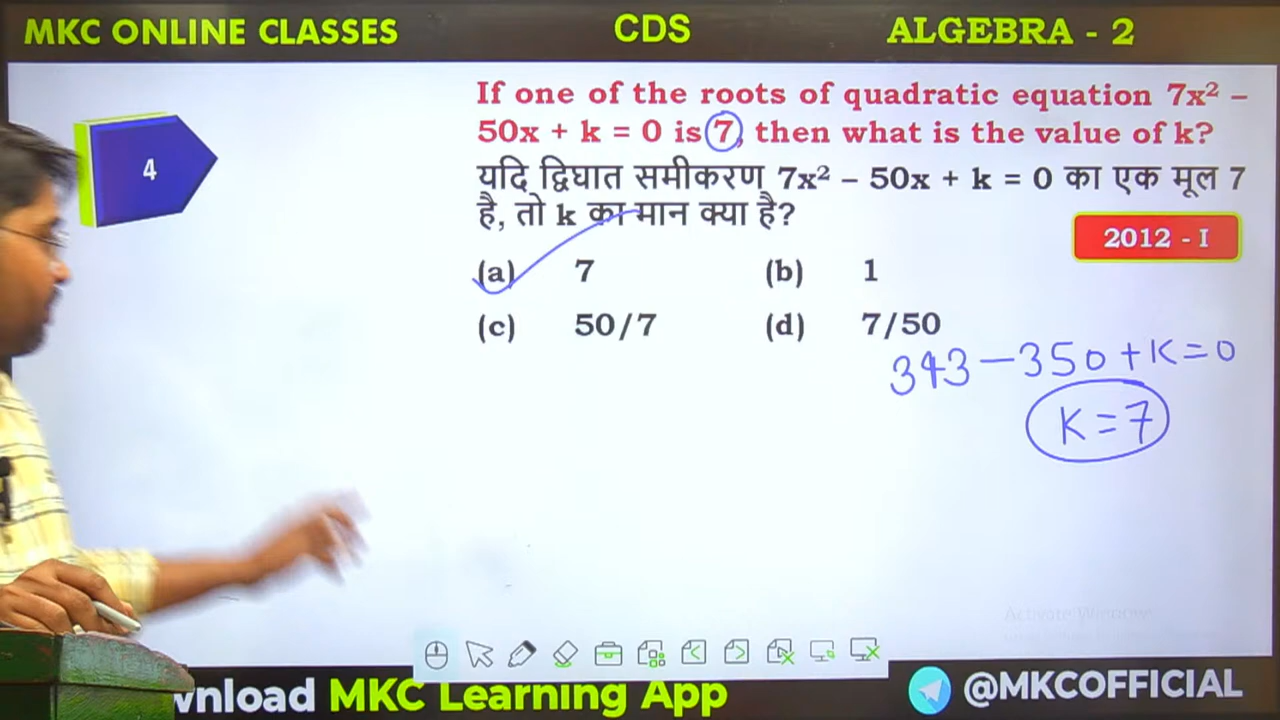 MKC ONLINE CLASSES CDS ALGEBRA - 2
4
If one of the roots of quadratic equation 7x² –
50x + k = 0 is 7, then what is the value of k?
यदि द्विघात समीकरण 7x² – 50x + k = 0 का एक मूल 7
है, तो k का मान क्या है?
2012 - I
(a) 7 (b) 1
(c) 50/7 (d) 7/50
343 – 350 + K = 0
K = 7
Activate Windows
wnload MKC Learning App @MKCOFFICIAL